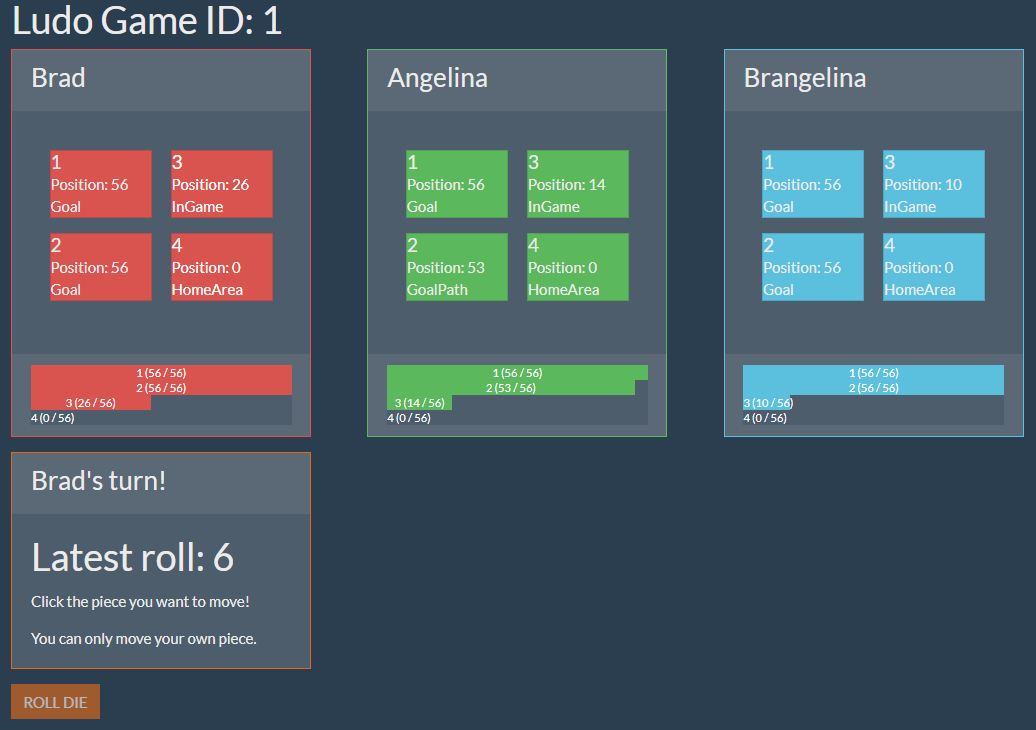 Ludo Game ID: 1
Brad
1
Position: 56
Goal
3
Position: 26
InGame
2
Position: 56
Goal
4
Position: 0
HomeArea
1 (56 / 56)
2 (56 / 56)
3 (26 / 56)
4 (0 / 56)
Angelina
1
Position: 56
Goal
3
Position: 14
InGame
2
Position: 53
GoalPath
4
Position: 0
HomeArea
1 (56 / 56)
2 (53 / 56)
3 (14 / 56)
4 (0 / 56)
Brangelina
1
Position: 56
Goal
3
Position: 10
InGame
2
Position: 56
Goal
4
Position: 0
HomeArea
1 (56 / 56)
2 (56 / 56)
3 (10 / 56)
4 (0 / 56)
Brad's turn!
Latest roll: 6
Click the piece you want to move!
You can only move your own piece.
ROLL DIE